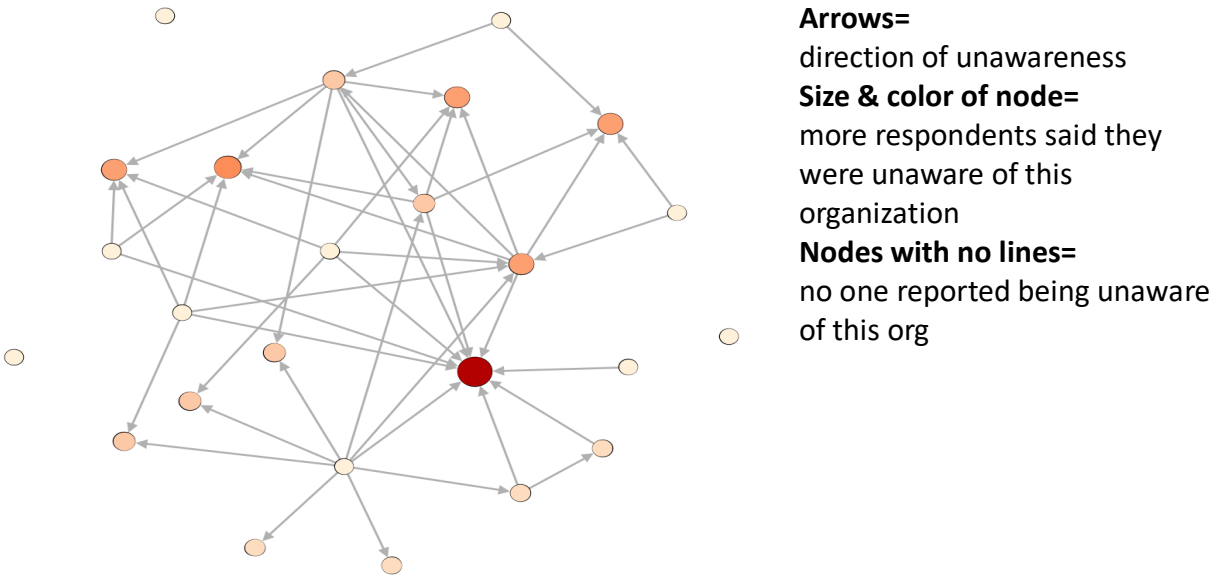 Arrows=
direction of unawareness
Size & color of node=
more respondents said they
were unaware of this
organization
Nodes with no lines=
no one reported being unaware
of this org